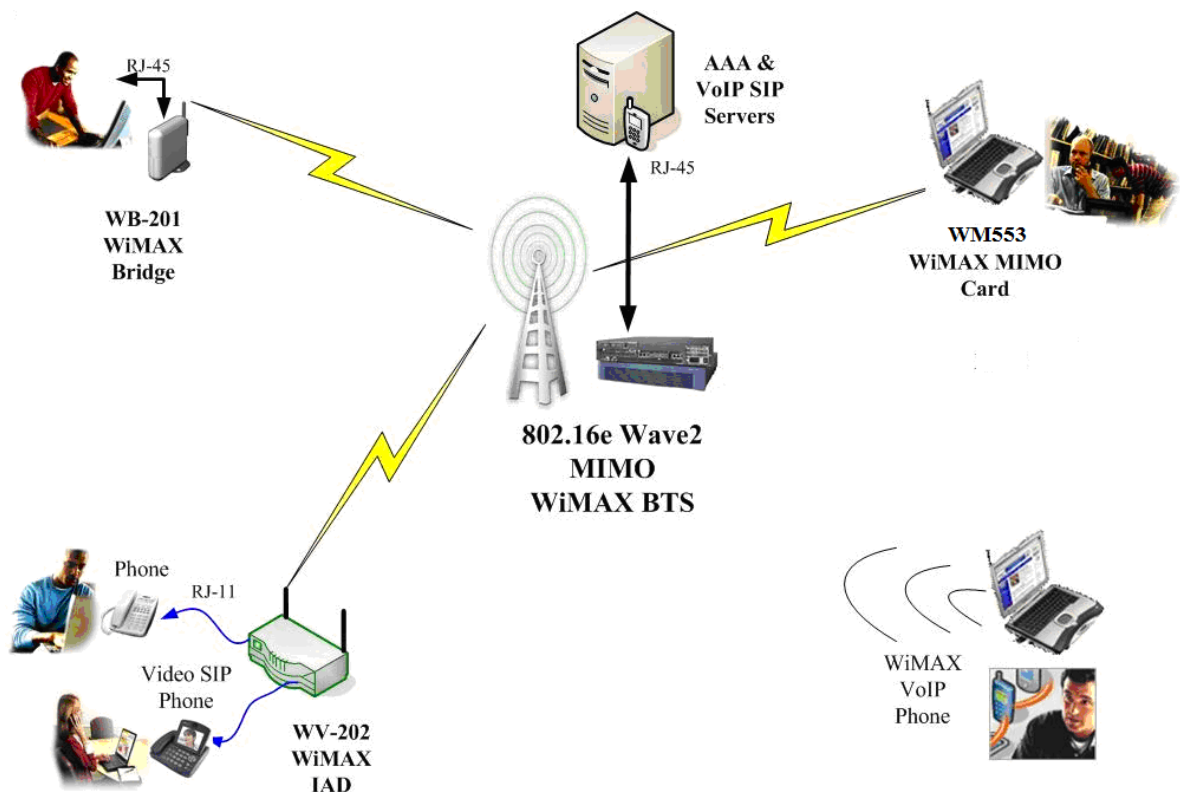 RJ-45
WB-201
WiMAX
Bridge
AAA &
VoIP SIP
Servers
RJ-45
WM553
WiMAX MIMO
Card
802.16e Wave2
MIMO
WiMAX BTS
Phone
RJ-11
Video SIP
Phone
WV-202
WiMAX
IAD
WiMAX
VoIP
Phone